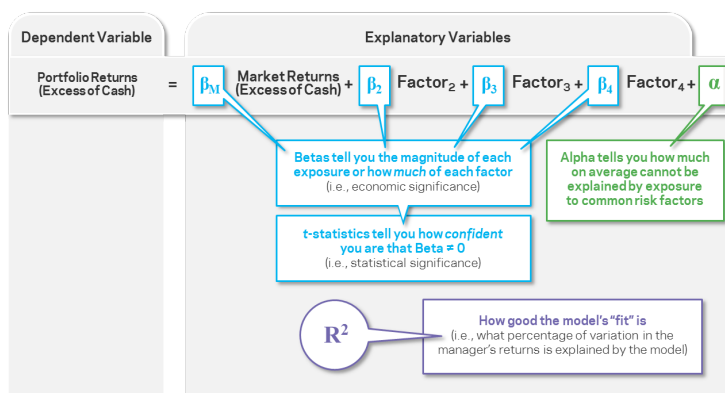 Dependent Variable
Explanatory Variables
Portfolio Returns
(Excess of Cash)
=
βM
Market Returns
(Excess of Cash)
+
β2
Factor2
+
β3
Factor3 +
β4
Factor4 +
α
Betas tell you the magnitude of each
exposure or how much of each factor
(i.e., economic significance)
Alpha tells you how much
on average cannot be
explained by exposure
to common risk factors
t-statistics tell you how confident
you are that Beta ≠ 0
(i.e., statistical significance)
R²
How good the model's "fit" is
(i.e., what percentage of variation in the
manager's returns is explained by the model)